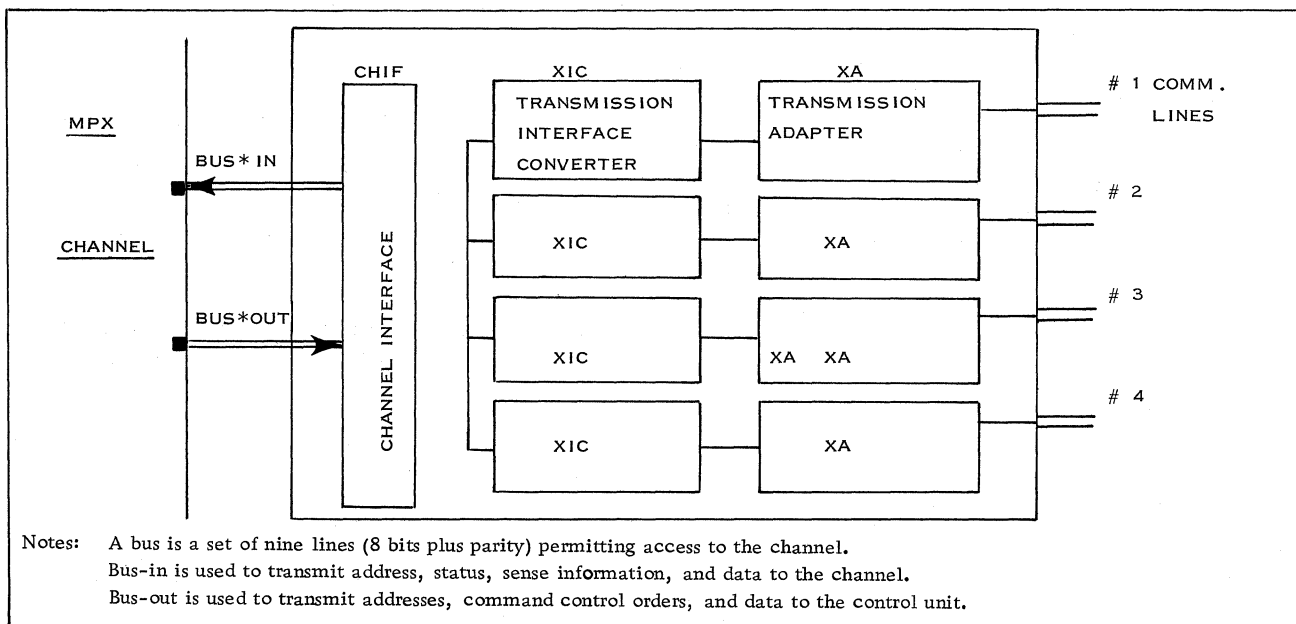 CHIF
XIC
XA
TRANSMISSION
INTERFACE
CONVERTER
TRANSMISSION
ADAPTER
# 1 COMM.
LINES
MPX
BUS*IN
CHANNEL
BUS*OUT
CHANNEL INTERFACE
XIC
XA
# 2
XIC
XA XA
# 3
XIC
XA
# 4
Notes: A bus is a set of nine lines (8 bits plus parity) permitting access to the channel.
Bus-in is used to transmit address, status, sense information, and data to the channel.
Bus-out is used to transmit addresses, command control orders, and data to the control unit.